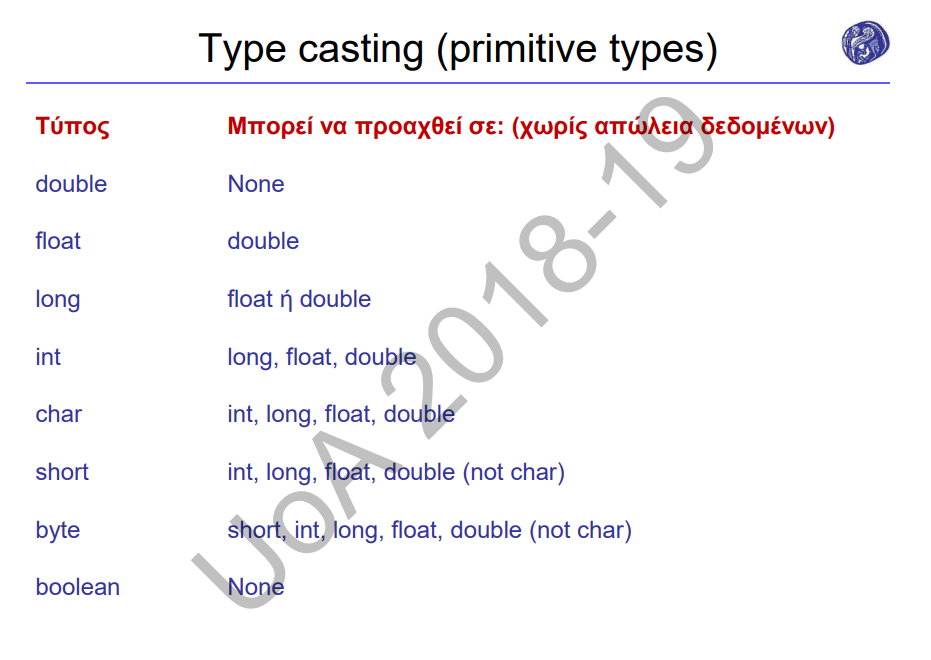 Type casting (primitive types)
Τύπος Μπορεί να προαχθεί σε: (χωρίς απώλεια δεδομένων)
double None
float double
long float ή double
int long, float, double
char int, long, float, double
short int, long, float, double (not char)
byte short, int, long, float, double (not char)
boolean None
UoA 2018-19